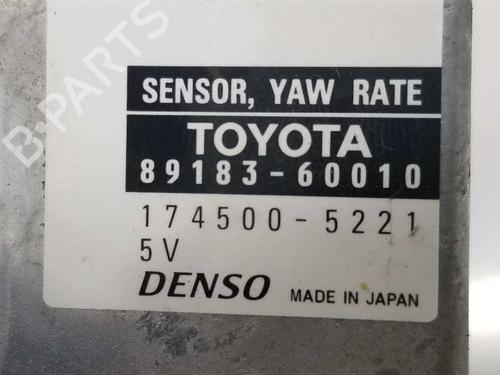 B-PARTS
SENSOR, YAW RATE
TOYOTA
89183-60010
174500-5221
5V
DENSO MADE IN JAPAN